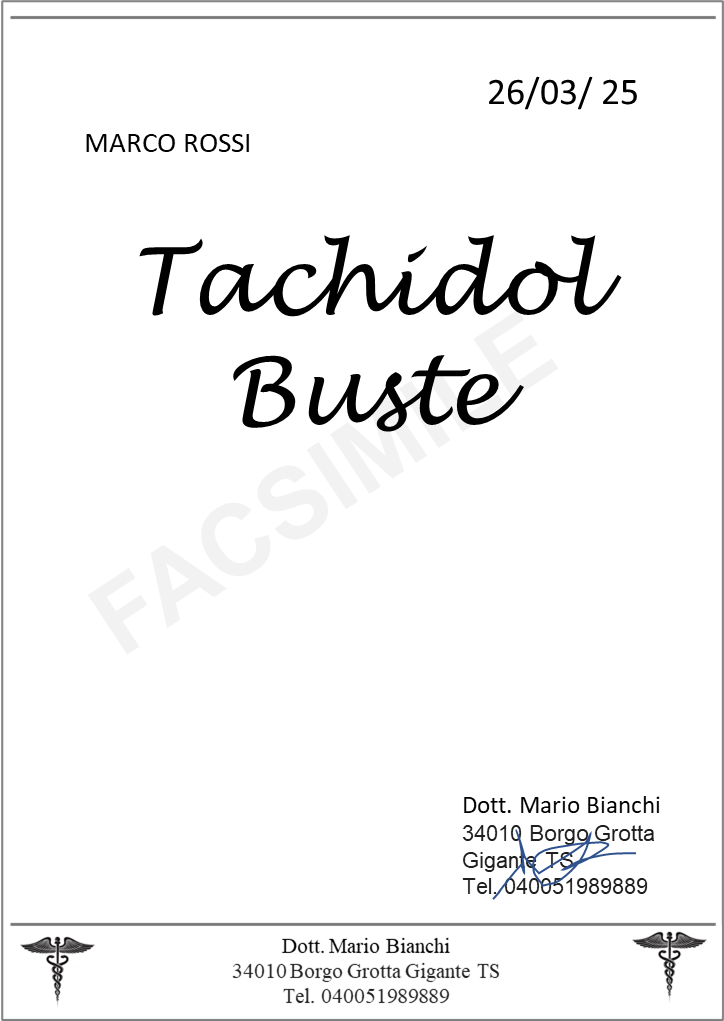 26/03/ 25
MARCO ROSSI
Tachidol
Buste
FACSIMILE
Dott. Mario Bianchi
34010 Borgo Grotta
Gigante TS
Tel. 040051989889
Dott. Mario Bianchi
34010 Borgo Grotta Gigante TS
Tel. 040051989889